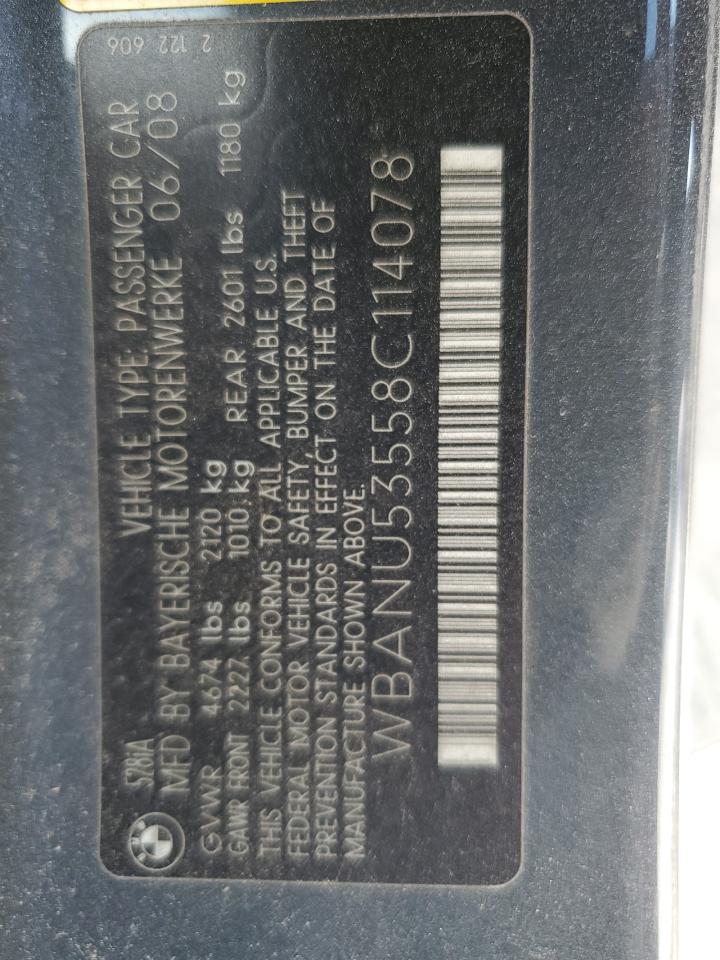 S781A VEHICLE TYPE: PASSENGER CAR
MFD BY BAYERISCHE MOTORENWERKE 06/08
GVWR 4674 lbs 2120 kg
GAWR FRONT 2227 lbs 1010 kg REAR 2601 lbs 1180 kg
THIS VEHICLE CONFORMS TO ALL APPLICABLE U.S.
FEDERAL MOTOR VEHICLE SAFETY, BUMPER AND THEFT
PREVENTION STANDARDS IN EFFECT ON THE DATE OF
MANUFACTURE SHOWN ABOVE.
WBANU53558C114078
2 122 606